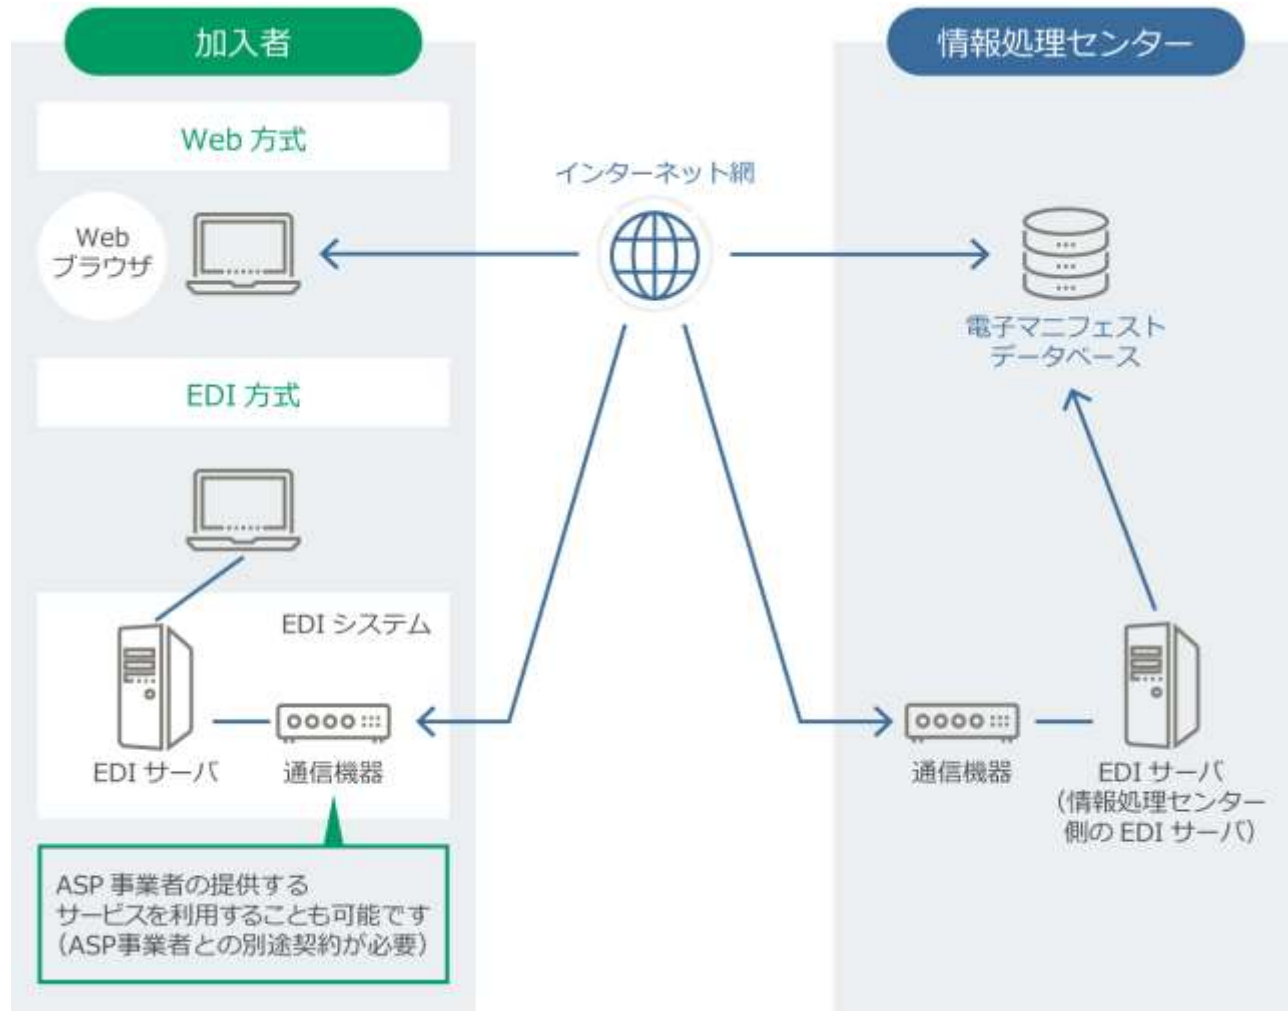 加入者
Web 方式
Web
ブラウザ
EDI 方式
EDI システム
EDI サーバ
通信機器
ASP 事業者の提供する
サービスを利用することも可能です
（ASP事業者との別途契約が必要）
インターネット網
情報処理センター
電子マニフェスト
データベース
通信機器
EDI サーバ
（情報処理センター
側の EDI サーバ）